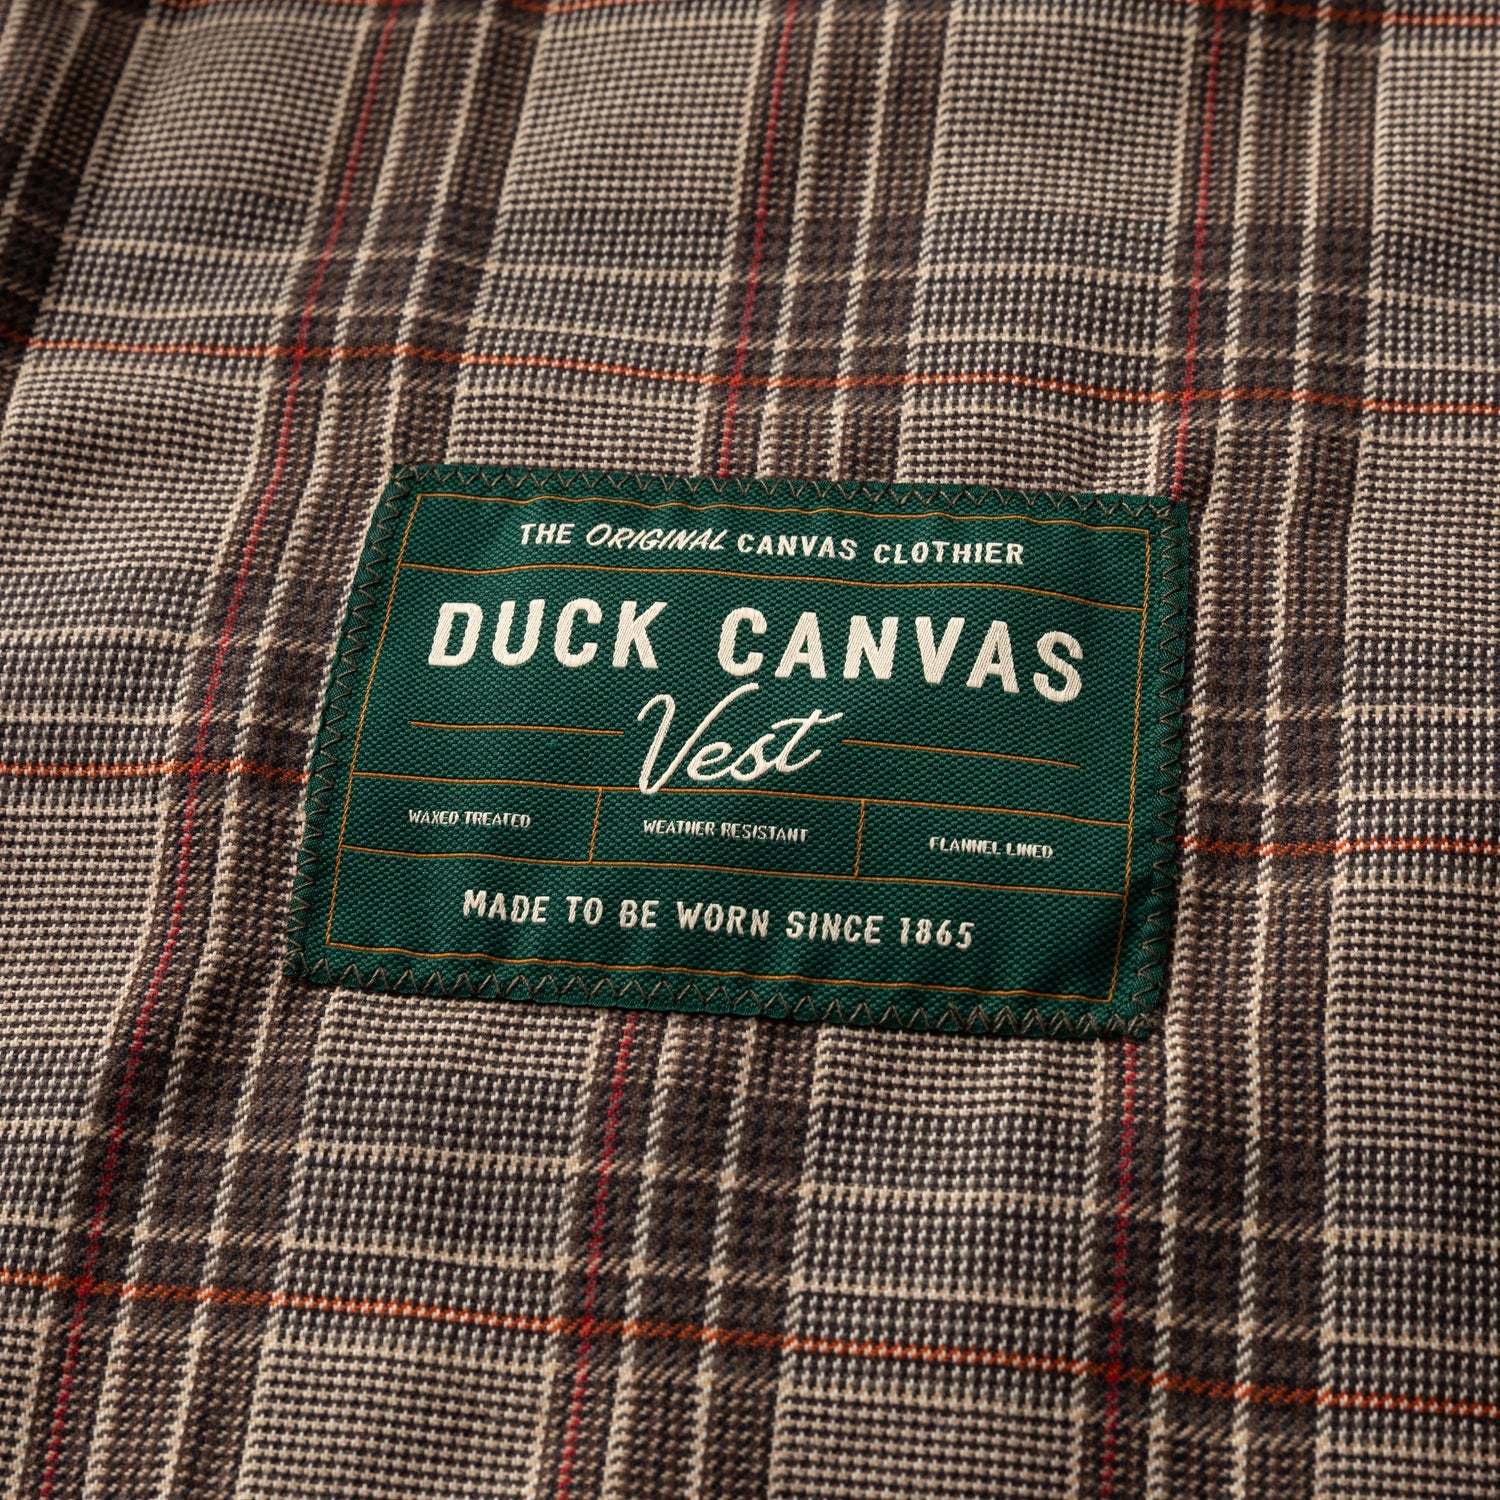 THE ORIGINAL CANVAS CLOTHIER
DUCK CANVAS
Vest
WAXED TREATED
WEATHER RESISTANT
FLANNEL LINED
MADE TO BE WORN SINCE 1865